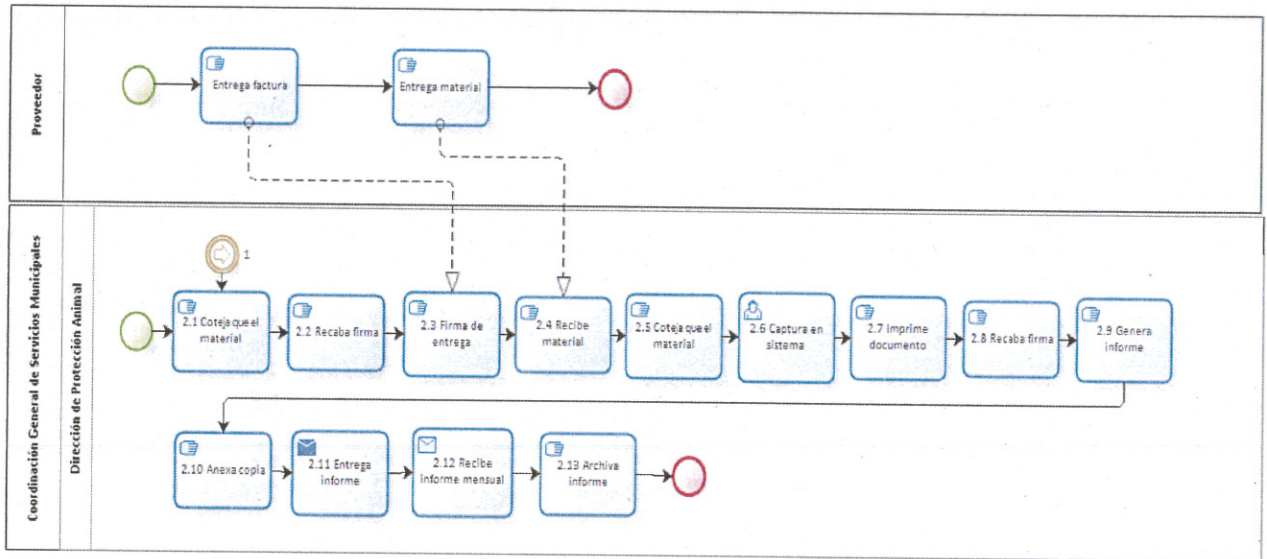 Proveedor
Entrega factura
Entrega material
Coordinación General de Servicios Municipales
Dirección de Protección Animal
1
2.1 Coteja que el
material
2.2 Recaba firma
2.3 Firma de
entrega
2.4 Recibe
material
2.5 Coteja que el
material
2.6 Captura en
sistema
2.7 Imprime
documento
2.8 Recaba firma
2.9 Genera
informe
2.10 Anexa copia
2.11 Entrega
informe
2.12 Recibe
informe mensual
2.13 Archiva
informe